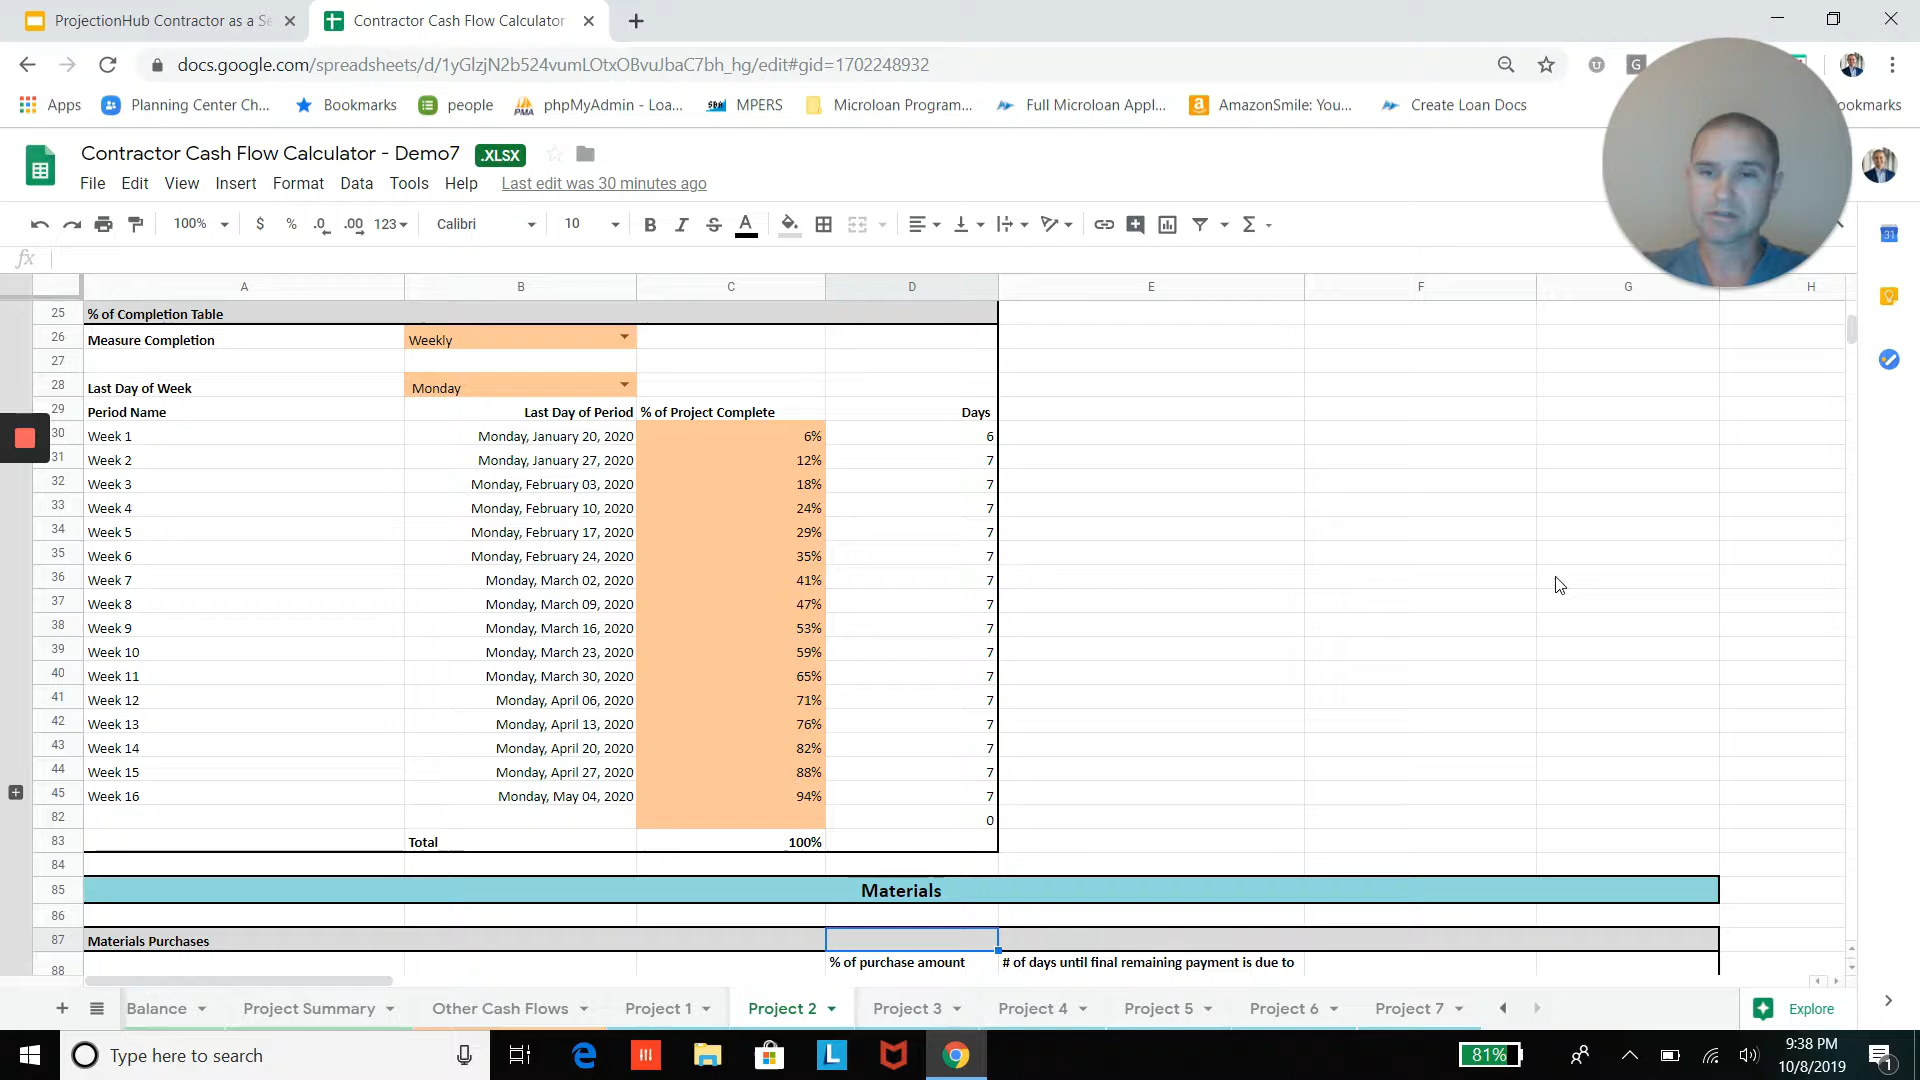 ProjectionHub Contractor as a Se
Contractor Cash Flow Calculator
docs.google.com/spreadsheets/d/1yGlzjN2b524vumLOtxOBvuJbaC7bh_hg/edit#gid=1702248932
Apps Planning Center Ch... Bookmarks people phpMyAdmin - Loa... MPERS Microloan Program... Full Microloan Appl... AmazonSmile: You... Create Loan Docs ookmarks
Contractor Cash Flow Calculator - Demo7 .XLSX
File Edit View Insert Format Data Tools Help Last edit was 30 minutes ago
100% $ % .0 .00 123 Calibri 10 B I S A
fx
A B C D E F G H
25 % of Completion Table
26 Measure Completion Weekly
27
28 Last Day of Week Monday
29 Period Name Last Day of Period % of Project Complete Days
30 Week 1 Monday, January 20, 2020 6% 6
31 Week 2 Monday, January 27, 2020 12% 7
32 Week 3 Monday, February 03, 2020 18% 7
33 Week 4 Monday, February 10, 2020 24% 7
34 Week 5 Monday, February 17, 2020 29% 7
35 Week 6 Monday, February 24, 2020 35% 7
36 Week 7 Monday, March 02, 2020 41% 7
37 Week 8 Monday, March 09, 2020 47% 7
38 Week 9 Monday, March 16, 2020 53% 7
39 Week 10 Monday, March 23, 2020 59% 7
40 Week 11 Monday, March 30, 2020 65% 7
41 Week 12 Monday, April 06, 2020 71% 7
42 Week 13 Monday, April 13, 2020 76% 7
43 Week 14 Monday, April 20, 2020 82% 7
44 Week 15 Monday, April 27, 2020 88% 7
45 Week 16 Monday, May 04, 2020 94% 7
82 0
83 Total 100%
84
85 Materials
86
87 Materials Purchases
88 % of purchase amount # of days until final remaining payment is due to
Balance Project Summary Other Cash Flows Project 1 Project 2 Project 3 Project 4 Project 5 Project 6 Project 7 Explore
Type here to search
81%
9:38 PM
10/8/2019
1